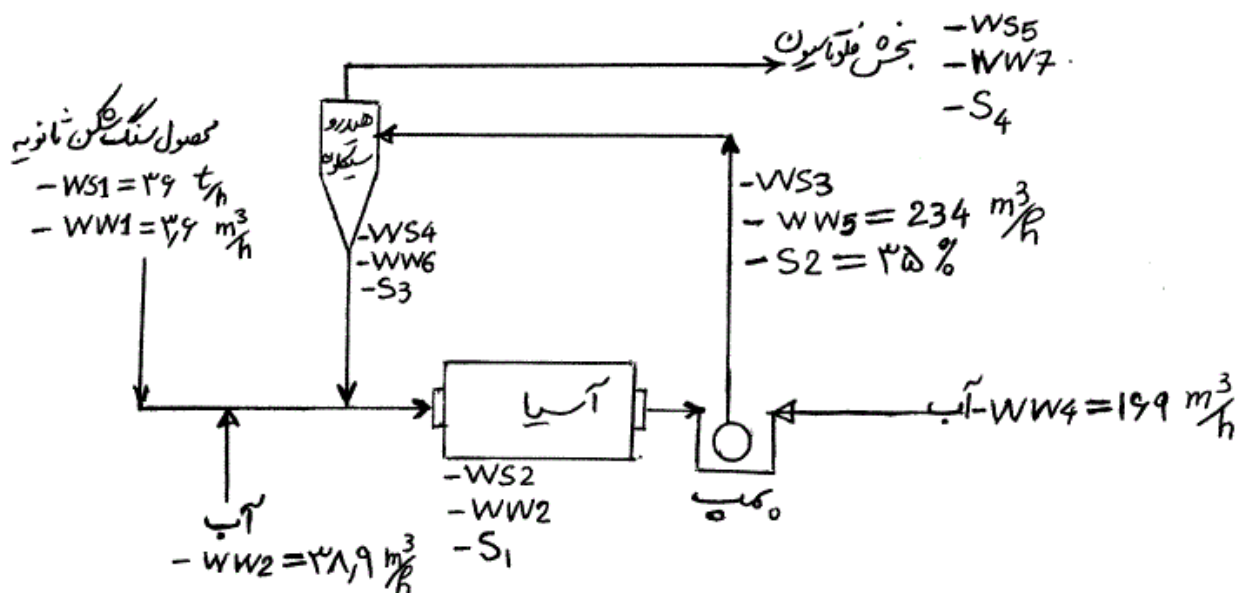 بخش فلوتاسیون
-WS5
-WW7
-S4
محصول سنگ شکن ثانویه
-WS1=۳۶ t/h
-WW1=۳,۶ m³/h
هیدرو
سیکلون
-WS3
-WW5=234 m³/h
-S2=۳۵%
-WS4
-WW6
-S3
آسیا
آب-WW4=۱۶۹ m³/h
-WS2
-WW2
-S1
پمپ
آب
-WW2=۳۸,۹ m³/h